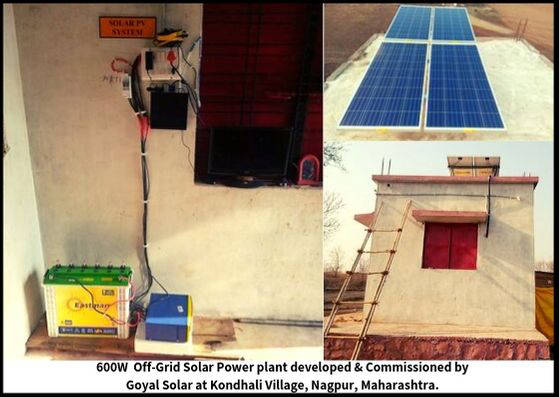 SOLAR PV
SYSTEM
Eastman
600W Off-Grid Solar Power plant developed & Commissioned by
Goyal Solar at Kondhali Village, Nagpur, Maharashtra.